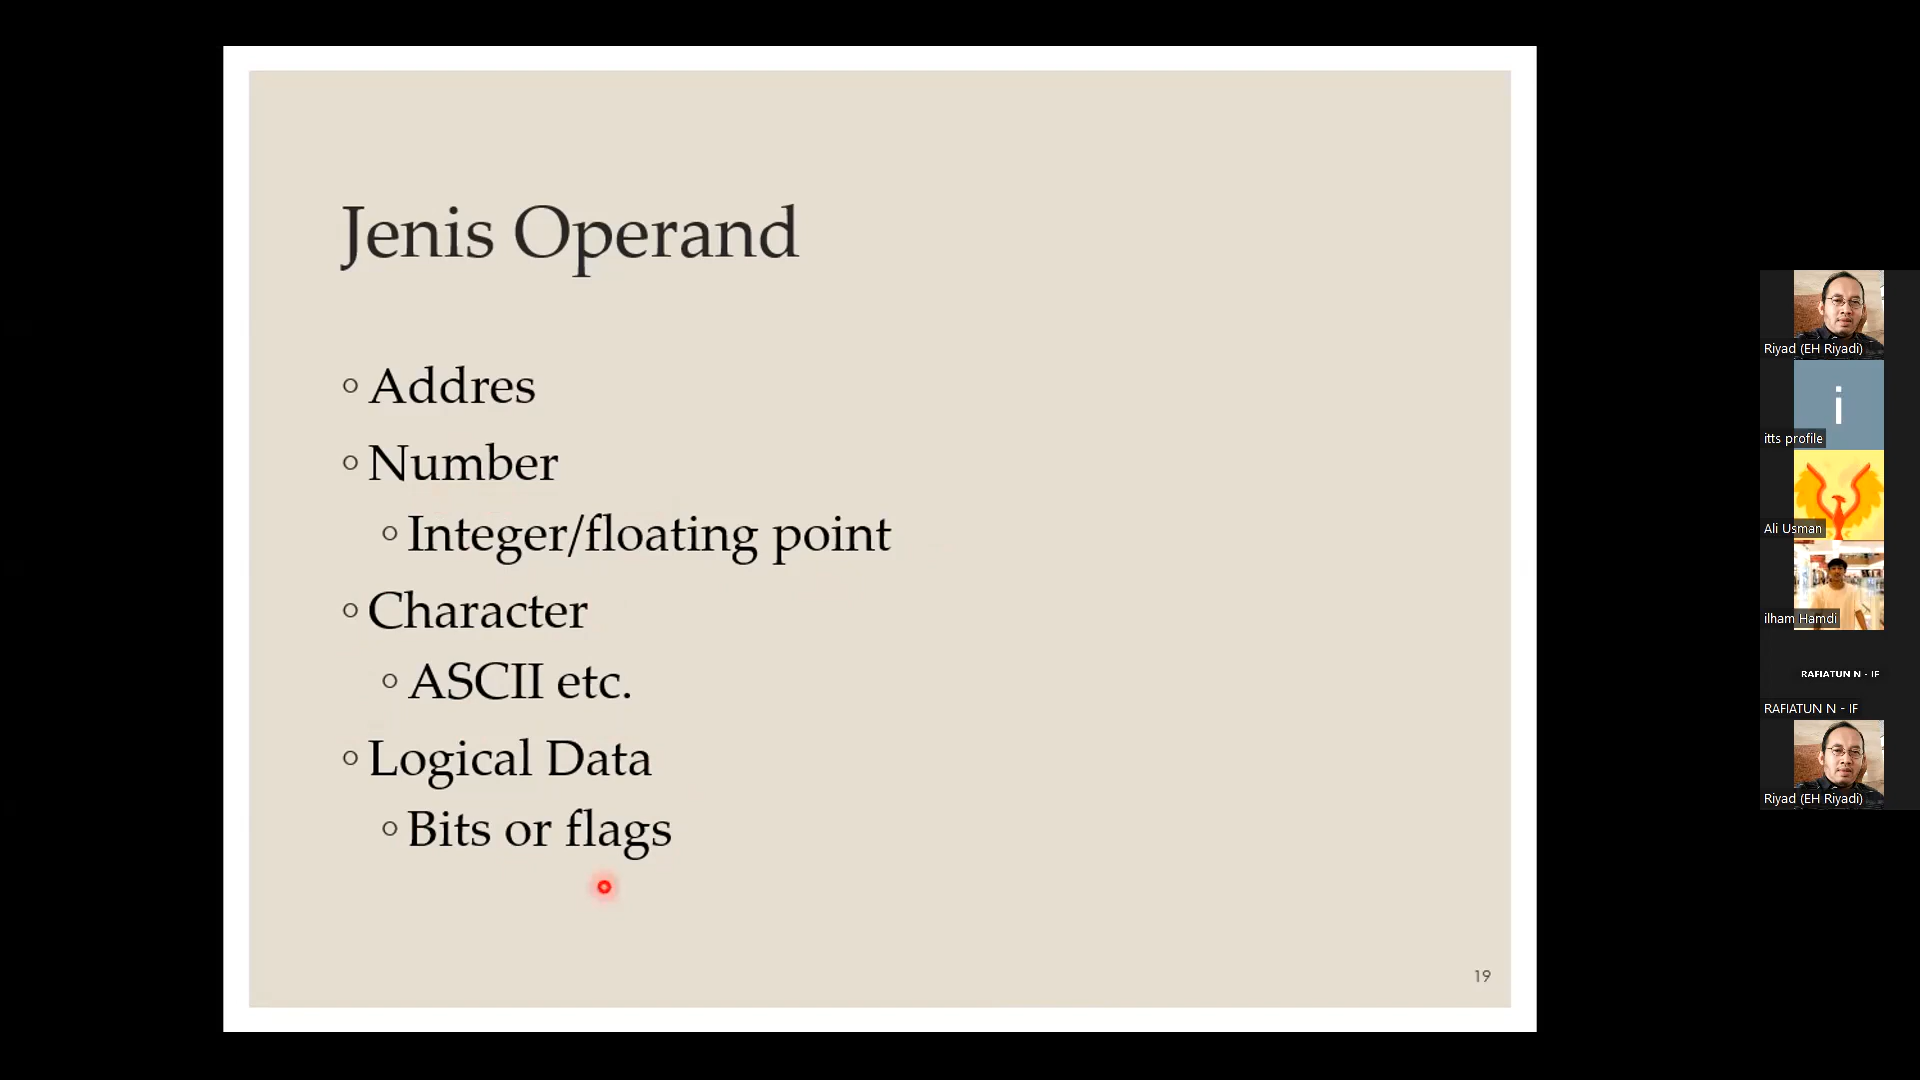 Jenis Operand
◦ Addres
◦ Number
◦ Integer/floating point
◦ Character
◦ ASCII etc.
◦ Logical Data
◦ Bits or flags
19
Riyad (EH Riyadi)
i
itts profile
Ali Usman
ilham Hamdi
RAFIATUN N - IF
RAFIATUN N - IF
Riyad (EH Riyadi)